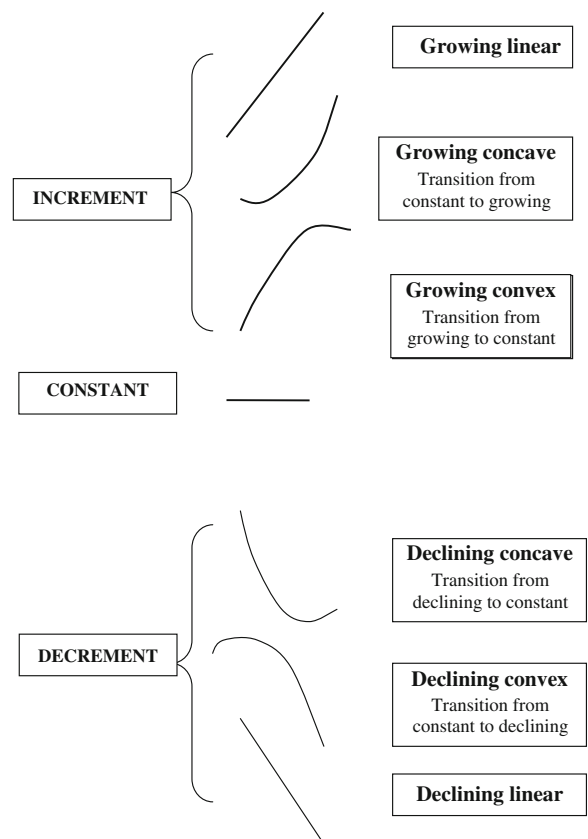 Growing linear
Growing concave
Transition from
constant to growing
INCREMENT
Growing convex
Transition from
growing to constant
CONSTANT
Declining concave
Transition from
declining to constant
DECREMENT
Declining convex
Transition from
constant to declining
Declining linear